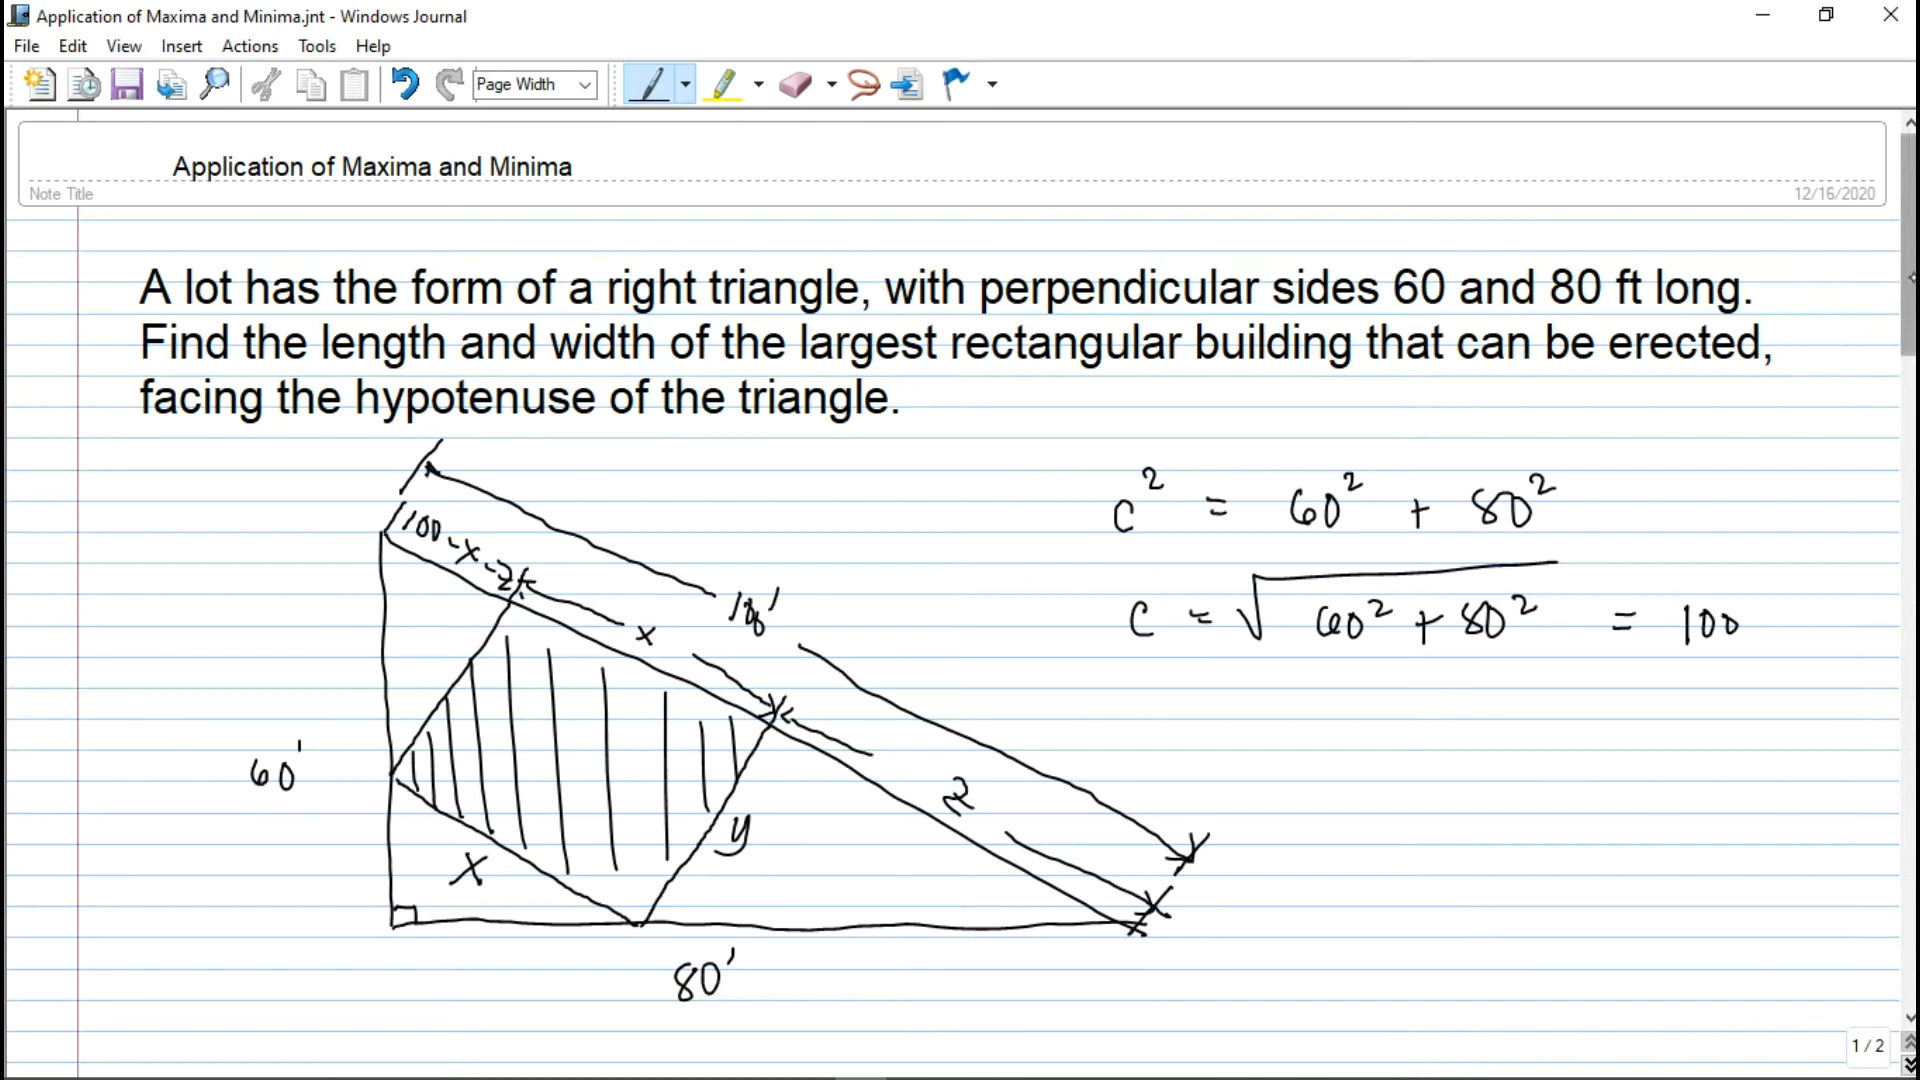 Application of Maxima and Minima.jnt - Windows Journal
File Edit View Insert Actions Tools Help
Page Width
Application of Maxima and Minima
Note Title
12/16/2020
A lot has the form of a right triangle, with perpendicular sides 60 and 80 ft long.
Find the length and width of the largest rectangular building that can be erected,
facing the hypotenuse of the triangle.
c² = 60² + 80²
100-x-z
x
c = √60² + 80² = 100
60'
z
y
x
80'
1 / 2